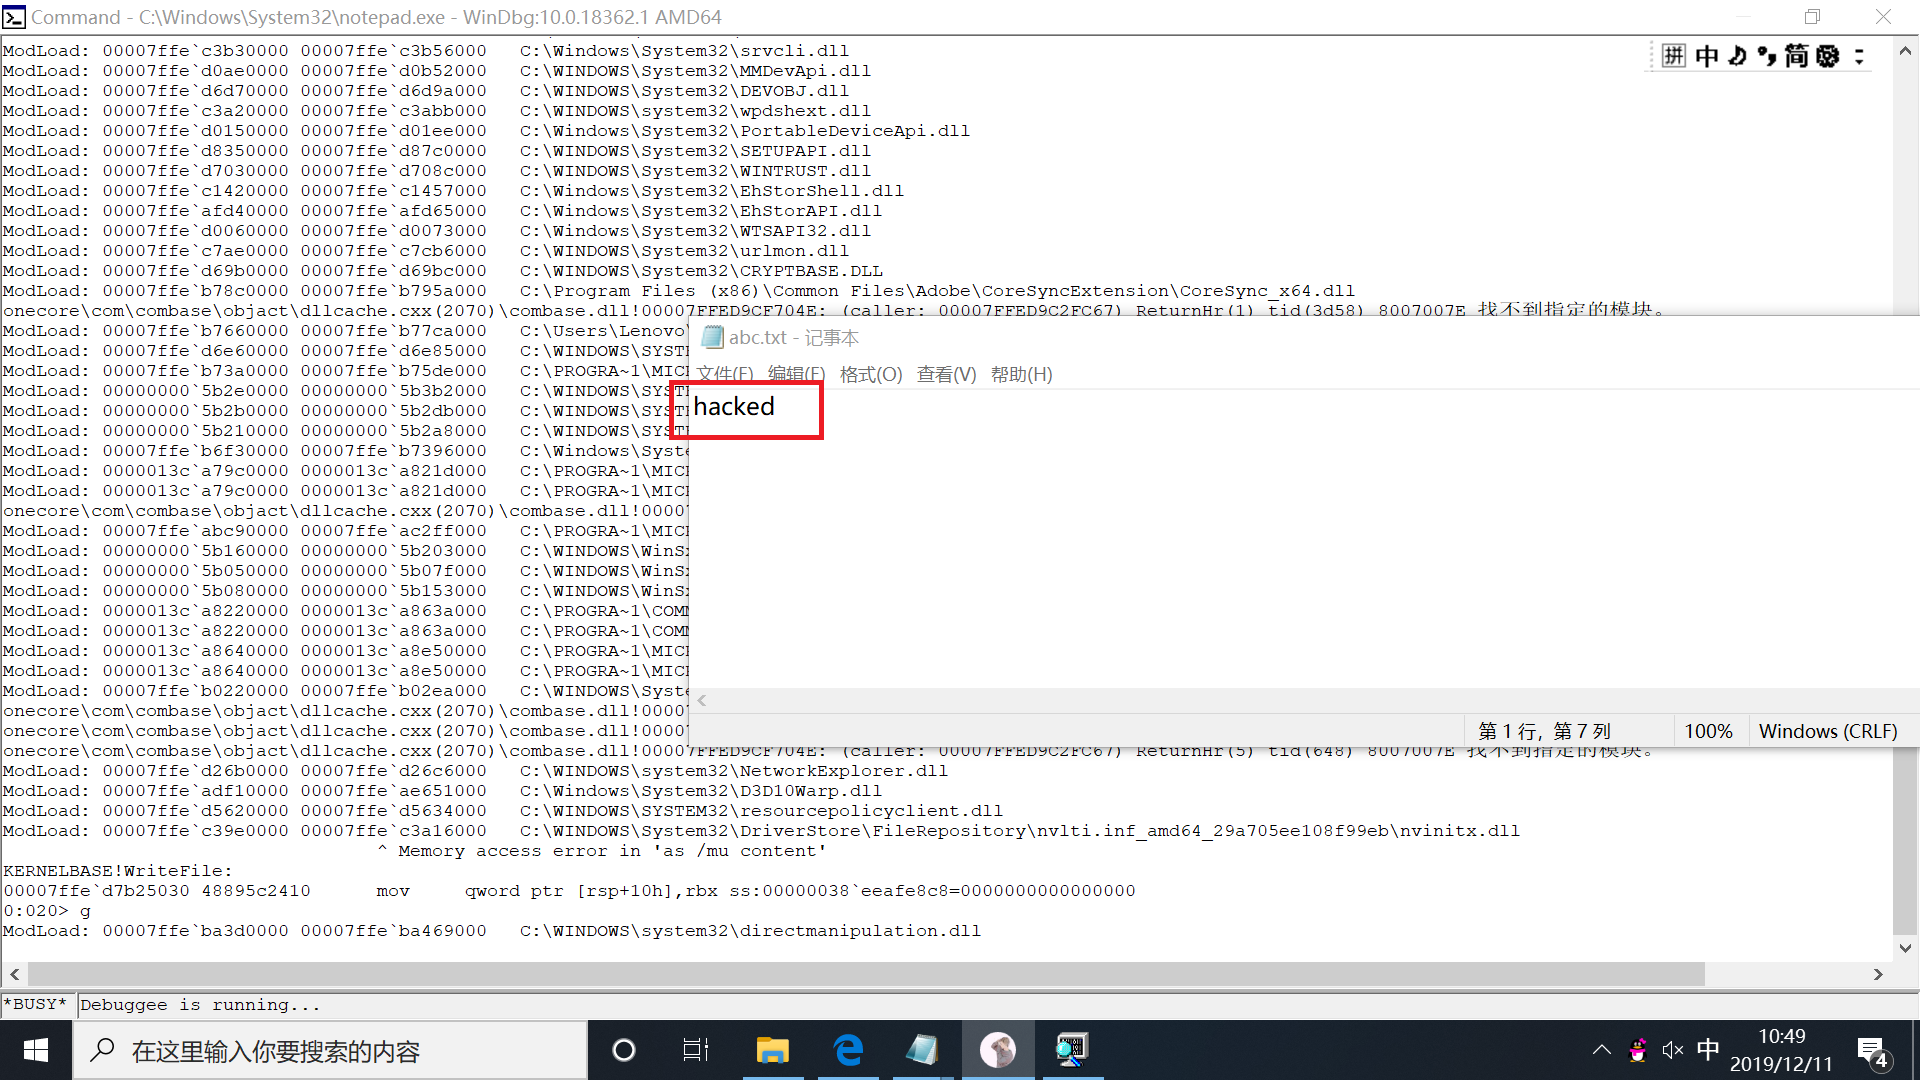 Command - C:\Windows\System32\notepad.exe - WinDbg:10.0.18362.1 AMD64
ModLoad: 00007ffe`c3b30000 00007ffe`c3b56000   C:\Windows\System32\srvcli.dll
拼 中 简
ModLoad: 00007ffe`d0ae0000 00007ffe`d0b52000   C:\WINDOWS\System32\MMDevApi.dll
ModLoad: 00007ffe`d6d70000 00007ffe`d6d9a000   C:\WINDOWS\System32\DEVOBJ.dll
ModLoad: 00007ffe`c3a20000 00007ffe`c3abb000   C:\Windows\System32\wpdshext.dll
ModLoad: 00007ffe`d0150000 00007ffe`d01ee000   C:\Windows\System32\PortableDeviceApi.dll
ModLoad: 00007ffe`d8350000 00007ffe`d87c0000   C:\WINDOWS\System32\SETUPAPI.dll
ModLoad: 00007ffe`d7030000 00007ffe`d708c000   C:\WINDOWS\System32\WINTRUST.dll
ModLoad: 00007ffe`c1420000 00007ffe`c1457000   C:\Windows\System32\EhStorShell.dll
ModLoad: 00007ffe`afd40000 00007ffe`afd65000   C:\Windows\System32\EhStorAPI.dll
ModLoad: 00007ffe`d0060000 00007ffe`d0073000   C:\Windows\System32\WTSAPI32.dll
ModLoad: 00007ffe`c7ae0000 00007ffe`c7cb6000   C:\WINDOWS\System32\urlmon.dll
ModLoad: 00007ffe`d69b0000 00007ffe`d69bc000   C:\WINDOWS\System32\CRYPTBASE.DLL
ModLoad: 00007ffe`b78c0000 00007ffe`b795a000   C:\Program Files (x86)\Common Files\Adobe\CoreSyncExtension\CoreSync_x64.dll
onecore\com\combase\objact\dllcache.cxx(2070)\combase.dll!00007FFED9CF704E: (caller: 00007FFED9C2FC67) ReturnHr(1) tid(3d58) 8007007E 找不到指定的模块。
ModLoad: 00007ffe`b7660000 00007ffe`b77ca000   C:\Users\Lenovo\
ModLoad: 00007ffe`d6e60000 00007ffe`d6e85000   C:\WINDOWS\SYSTE
ModLoad: 00007ffe`b73a0000 00007ffe`b75de000   C:\PROGRA~1\MIC
ModLoad: 00000000`5b2e0000 00000000`5b3b2000   C:\WINDOWS\SYSTE
ModLoad: 00000000`5b2b0000 00000000`5b2db000   C:\WINDOWS\SYST
ModLoad: 00000000`5b210000 00000000`5b2a8000   C:\WINDOWS\SYSTE
ModLoad: 00007ffe`b6f30000 00007ffe`b7396000   C:\Windows\Syste
ModLoad: 0000013c`a79c0000 0000013c`a821d000   C:\PROGRA~1\MIC
ModLoad: 0000013c`a79c0000 0000013c`a821d000   C:\PROGRA~1\MIC
onecore\com\combase\objact\dllcache.cxx(2070)\combase.dll!00007
ModLoad: 00007ffe`abc90000 00007ffe`ac2ff000   C:\PROGRA~1\MIC
ModLoad: 00000000`5b160000 00000000`5b203000   C:\WINDOWS\WinSx
ModLoad: 00000000`5b050000 00000000`5b07f000   C:\WINDOWS\WinSx
ModLoad: 00000000`5b080000 00000000`5b153000   C:\WINDOWS\WinSx
ModLoad: 0000013c`a8220000 0000013c`a863a000   C:\PROGRA~1\COMM
ModLoad: 0000013c`a8220000 0000013c`a863a000   C:\PROGRA~1\COMM
ModLoad: 0000013c`a8640000 0000013c`a8e50000   C:\PROGRA~1\MIC
ModLoad: 0000013c`a8640000 0000013c`a8e50000   C:\PROGRA~1\MIC
ModLoad: 00007ffe`b0220000 00007ffe`b02ea000   C:\WINDOWS\Syste
onecore\com\combase\objact\dllcache.cxx(2070)\combase.dll!00007
onecore\com\combase\objact\dllcache.cxx(2070)\combase.dll!00007
onecore\com\combase\objact\dllcache.cxx(2070)\combase.dll!00007FFED9CF704E: (caller: 00007FFED9C2FC67) ReturnHr(5) tid(648) 8007007E 找不到指定的模块。
ModLoad: 00007ffe`d26b0000 00007ffe`d26c6000   C:\WINDOWS\system32\NetworkExplorer.dll
ModLoad: 00007ffe`adf10000 00007ffe`ae651000   C:\Windows\System32\D3D10Warp.dll
ModLoad: 00007ffe`d5620000 00007ffe`d5634000   C:\WINDOWS\SYSTEM32\resourcepolicyclient.dll
ModLoad: 00007ffe`c39e0000 00007ffe`c3a16000   C:\WINDOWS\System32\DriverStore\FileRepository\nvlti.inf_amd64_29a705ee108f99eb\nvinitx.dll
^ Memory access error in 'as /mu content'
KERNELBASE!WriteFile:
00007ffe`d7b25030 48895c2410      mov     qword ptr [rsp+10h],rbx ss:00000038`eeafe8c8=0000000000000000
0:020> g
ModLoad: 00007ffe`ba3d0000 00007ffe`ba469000   C:\WINDOWS\system32\directmanipulation.dll
abc.txt - 记事本
文件(F) 编辑(E) 格式(O) 查看(V) 帮助(H)
hacked
第 1 行，第 7 列 100% Windows (CRLF)
*BUSY* Debuggee is running...
在这里输入你要搜索的内容
中
10:49
2019/12/11
4